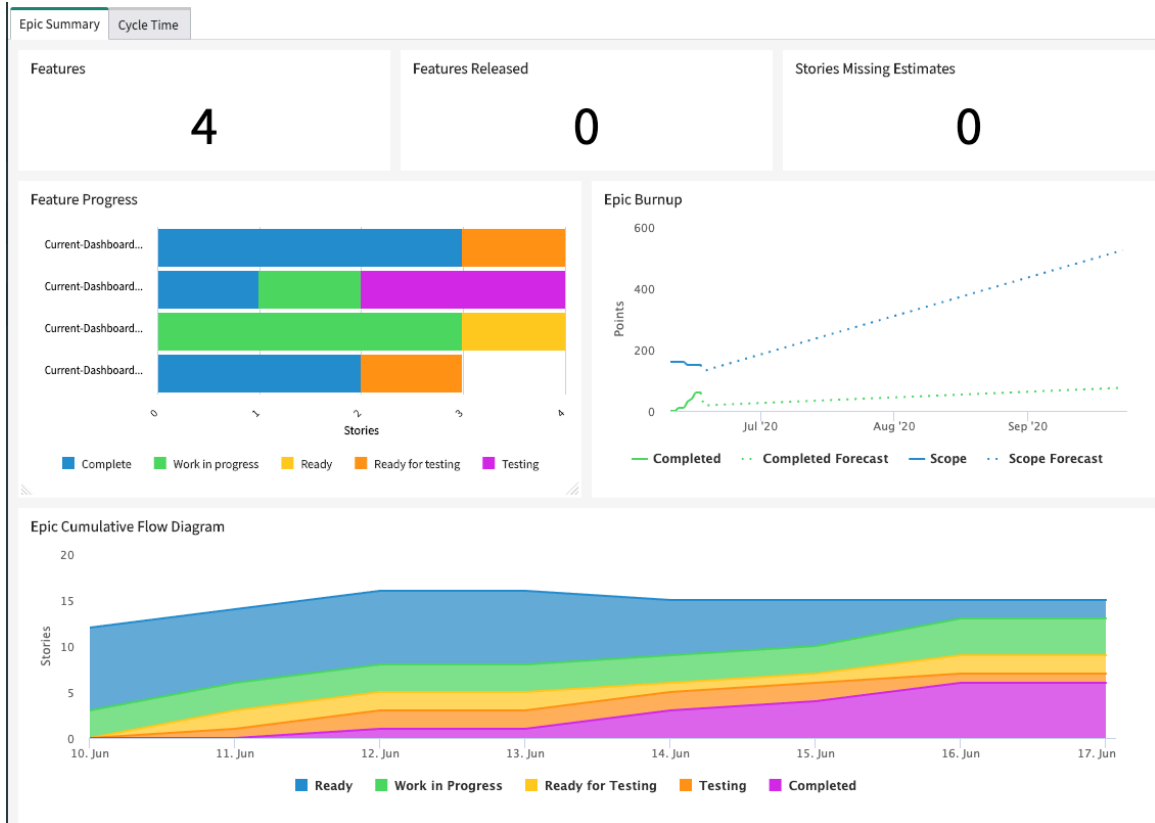 Epic Summary Cycle Time
Features
4
Features Released
0
Stories Missing Estimates
0
Feature Progress
Current-Dashboard...
Current-Dashboard...
Current-Dashboard...
Current-Dashboard...
0 1 2 3 4
Stories
Complete Work in progress Ready Ready for testing Testing
Epic Burnup
600
400
200
0
Points
Jul '20 Aug '20 Sep '20
Completed Completed Forecast Scope Scope Forecast
Epic Cumulative Flow Diagram
20
15
10
5
0
Stories
10. Jun 11. Jun 12. Jun 13. Jun 14. Jun 15. Jun 16. Jun 17. Jun
Ready Work in Progress Ready for Testing Testing Completed